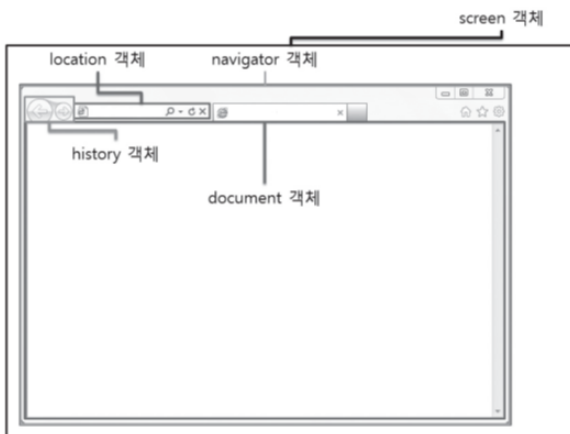 screen 객체
location 객체
navigator 객체
history 객체
document 객체